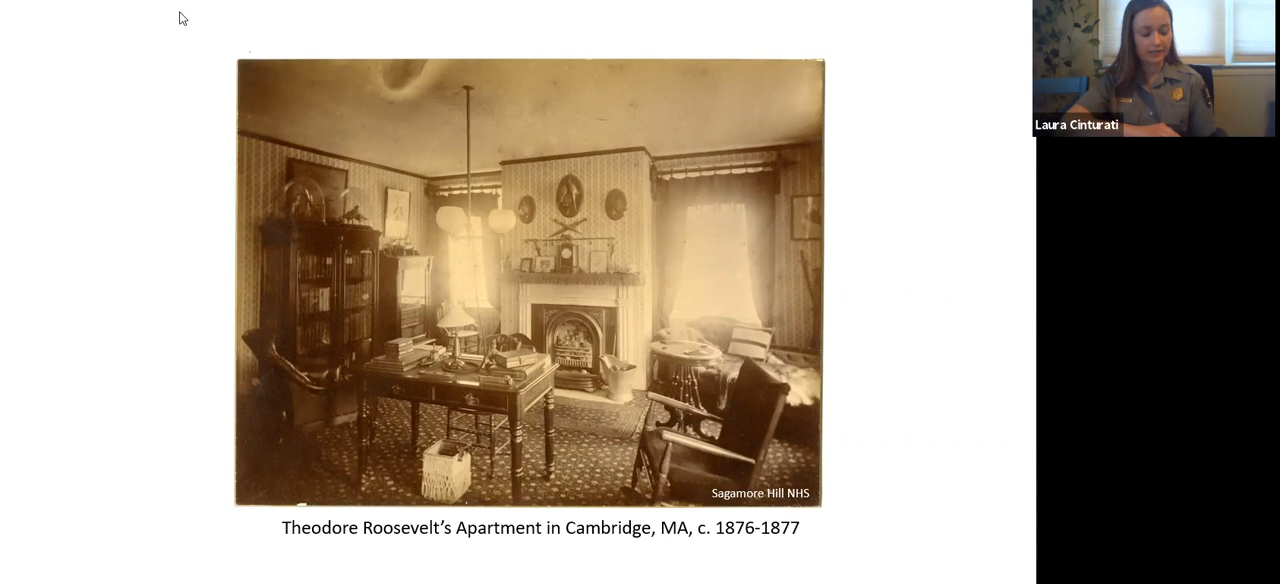 Laura Cinturati
Sagamore Hill NHS
Theodore Roosevelt's Apartment in Cambridge, MA, c. 1876-1877